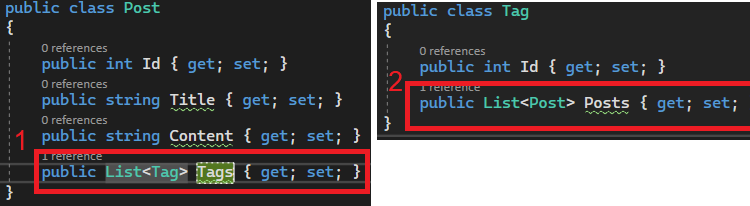 public class Post
{
0 references
public int Id { get; set; }
0 references
public string Title { get; set; }
0 references
public string Content { get; set; }
1
1 reference
public List<Tag> Tags { get; set; }
}
public class Tag
{
0 references
public int Id { get; set; }
2
1 reference
public List<Post> Posts { get; set;
}